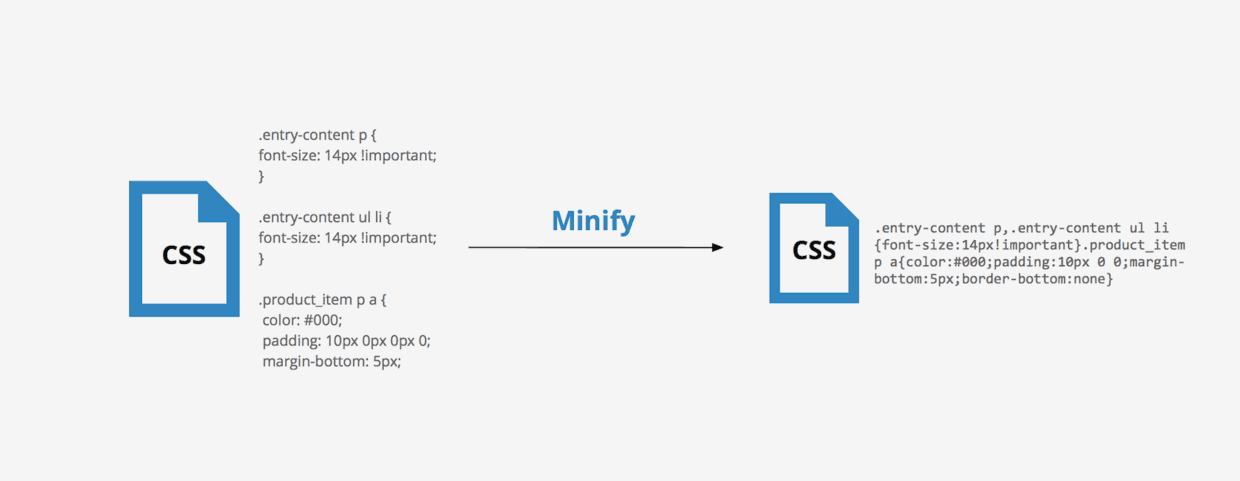 CSS
.entry-content p {
font-size: 14px !important;
}
.entry-content ul li {
font-size: 14px !important;
}
.product_item p a {
color: #000;
padding: 10px 0px 0px 0;
margin-bottom: 5px;
Minify
CSS
.entry-content p,.entry-content ul li
{font-size:14px!important}.product_item
p a{color:#000;padding:10px 0 0;margin-
bottom:5px;border-bottom:none}